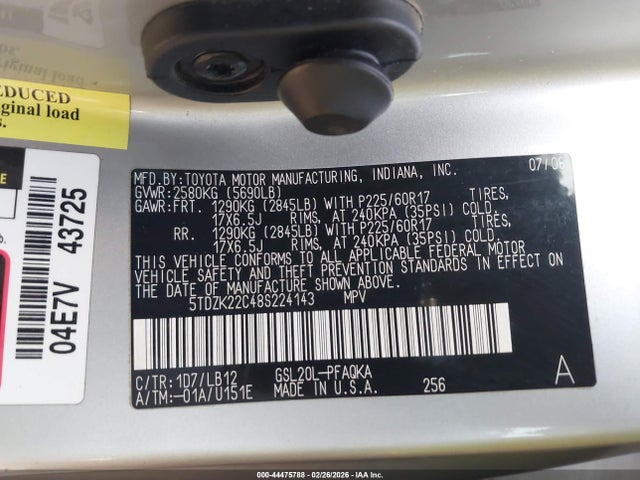 EDUCED
ginal load
s.
04E7V 43725
MFD.BY:TOYOTA MOTOR MANUFACTURING, INDIANA, INC. 07/06
GVWR:2580KG (5690LB)
GAWR:FRT. 1290KG (2845LB) WITH P225/60R17 TIRES,
17X6.5J RIMS, AT 240KPA (35PSI) COLD
RR. 1290KG (2845LB) WITH P225/60R17 TIRES,
17X6.5J RIMS, AT 240KPA (35PSI) COLD.
THIS VEHICLE CONFORMS TO ALL APPLICABLE FEDERAL MOTOR
VEHICLE SAFETY AND THEFT PREVENTION STANDARDS IN EFFECT ON
THE DATE OF MANUFACTURE SHOWN ABOVE.
5TDZK22C48S224143 MPV
C/TR:1D7/LB12 GSL20L-PFAQKA
A/TM:-01A/U151E MADE IN U.S.A. 256
A
000-44475788 — 02/26/2026 — IAA Inc.